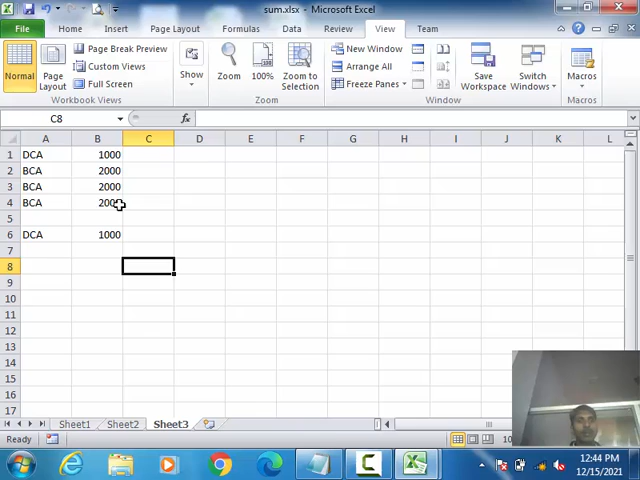 sum.xlsx - Microsoft Excel
File Home Insert Page Layout Formulas Data Review View Team
Normal
Page Layout
Page Break Preview
Custom Views
Full Screen
Workbook Views
Show
Zoom
100%
Zoom to Selection
Zoom
New Window
Arrange All
Freeze Panes
Save Workspace
Switch Windows
Window
Macros
Macros
C8 fx
A B C D E F G H I J K L
1 DCA 1000
2 BCA 2000
3 BCA 2000
4 BCA
5
6 DCA 1000
7
8
9
10
11
12
13
14
15
16
17
Sheet1 Sheet2 Sheet3
Ready
12:44 PM
12/15/2021